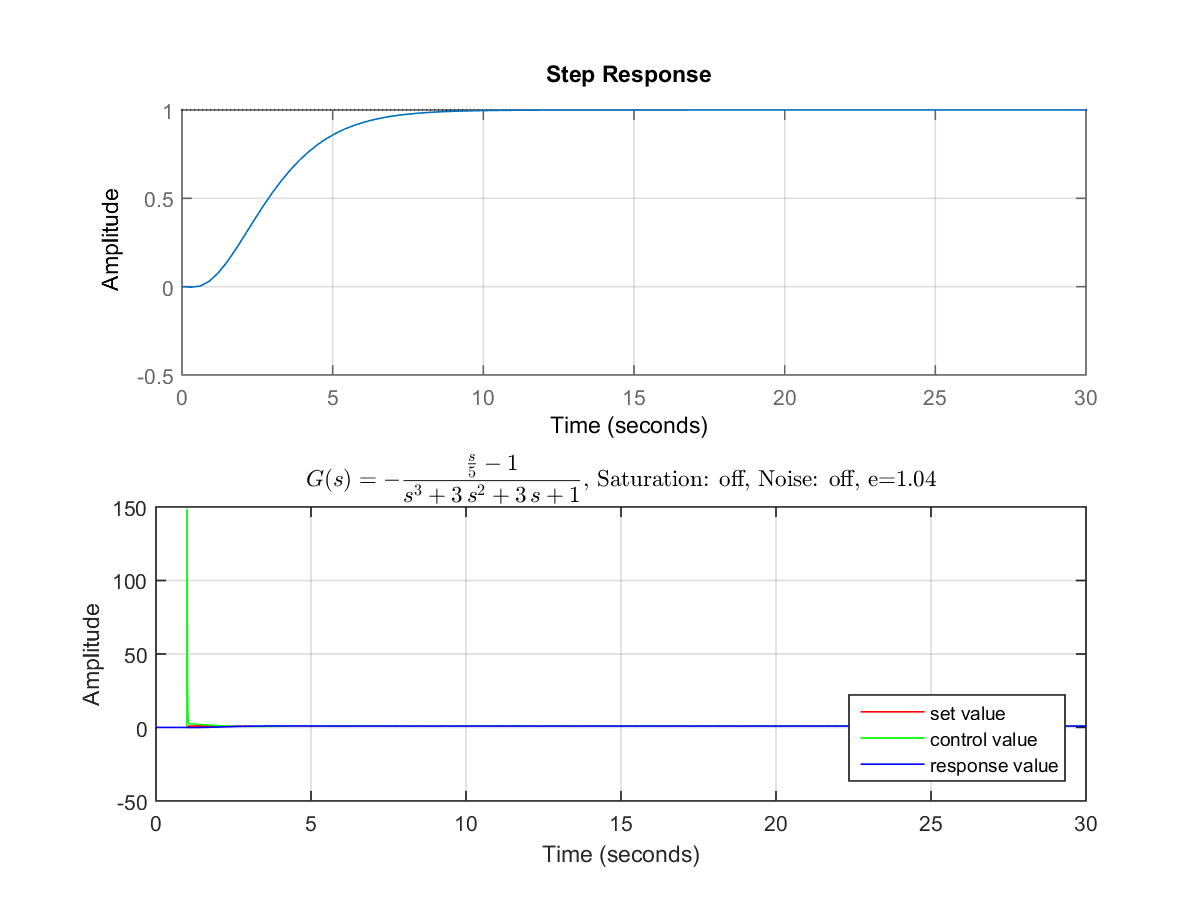 Step Response
1
0.5
0
-0.5
Amplitude
0 5 10 15 20 25 30
Time (seconds)
G(s) = -\frac{\frac{s}{5} - 1}{s^3 + 3 s^2 + 3 s + 1}, Saturation: off, Noise: off, e=1.04
150
100
50
0
-50
Amplitude
set value
control value
response value
0 5 10 15 20 25 30
Time (seconds)